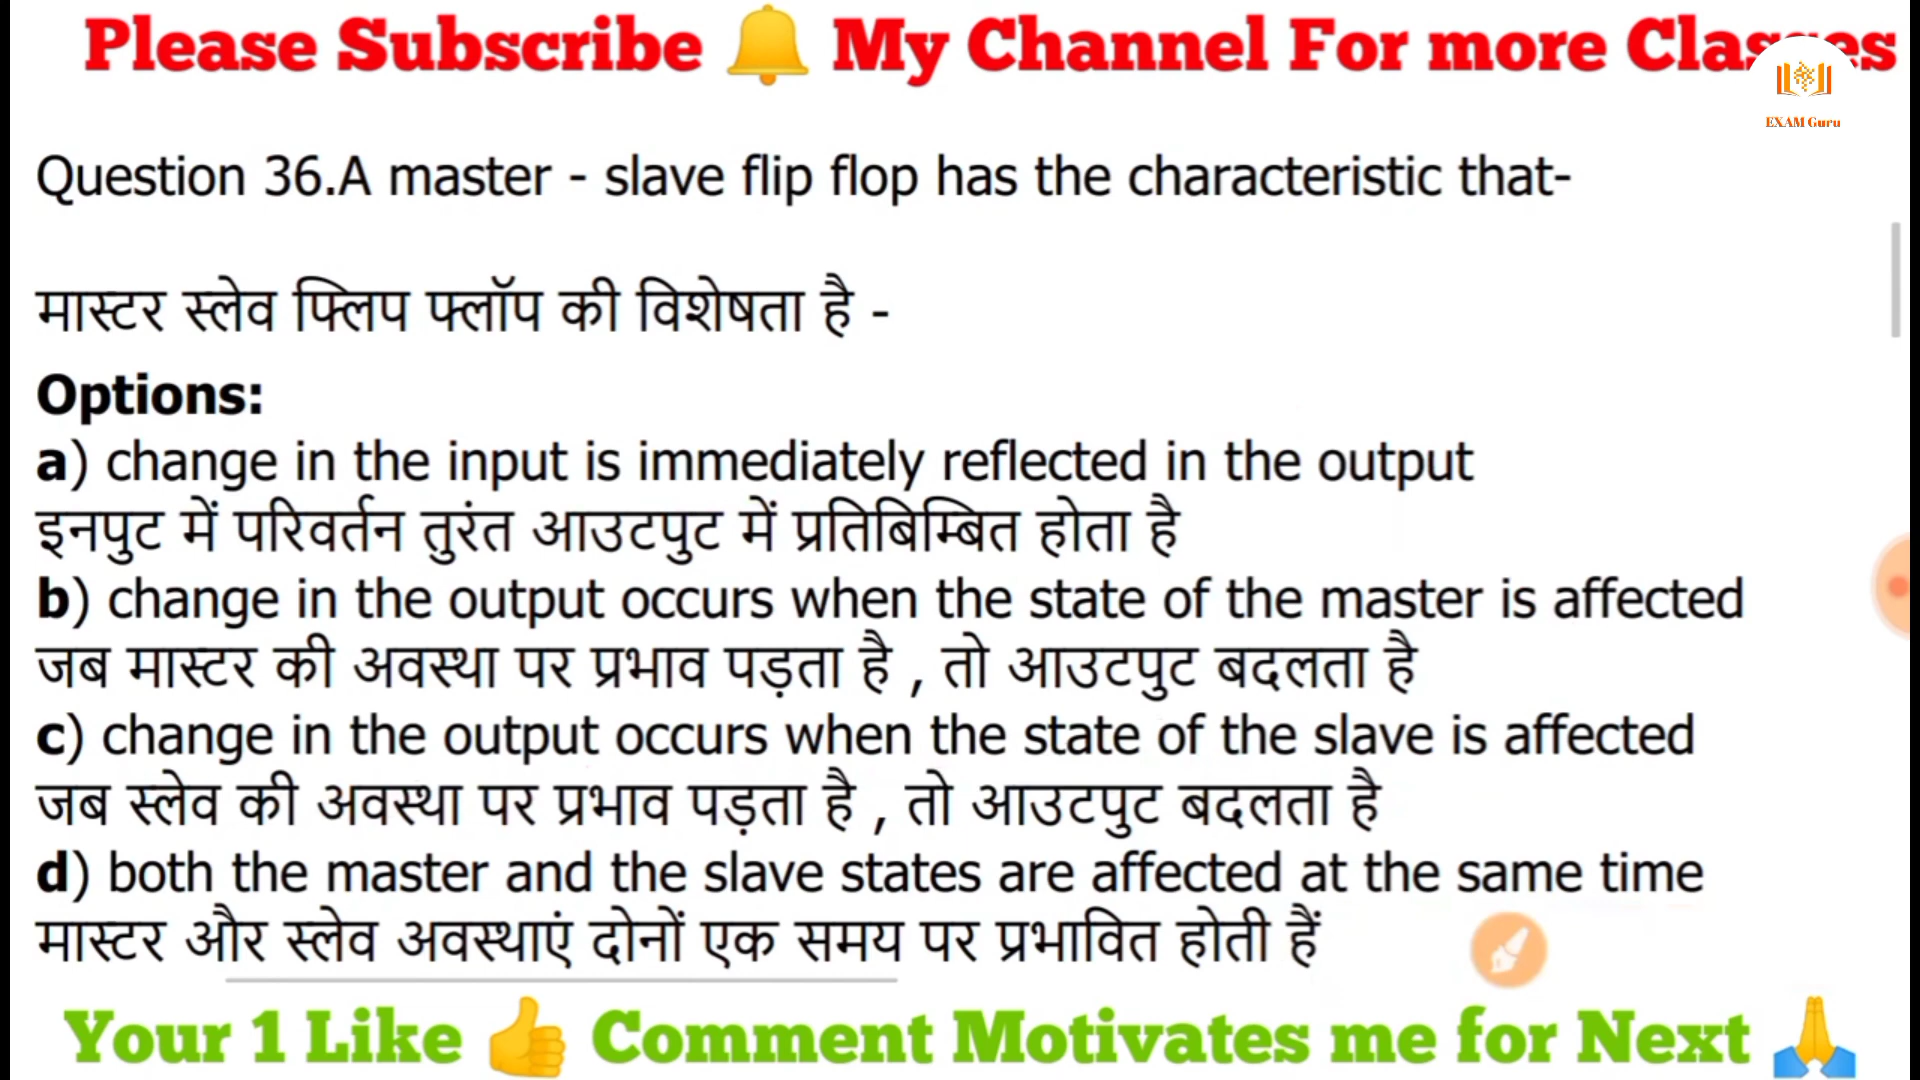 Please Subscribe 🔔 My Channel For more Classes
EXAM Guru
Question 36.A master - slave flip flop has the characteristic that-
मास्टर स्लेव फ्लिप फ्लॉप की विशेषता है -
Options:
a) change in the input is immediately reflected in the output
इनपुट में परिवर्तन तुरंत आउटपुट में प्रतिबिम्बित होता है
b) change in the output occurs when the state of the master is affected
जब मास्टर की अवस्था पर प्रभाव पड़ता है , तो आउटपुट बदलता है
c) change in the output occurs when the state of the slave is affected
जब स्लेव की अवस्था पर प्रभाव पड़ता है , तो आउटपुट बदलता है
d) both the master and the slave states are affected at the same time
मास्टर और स्लेव अवस्थाएं दोनों एक समय पर प्रभावित होती हैं
Your 1 Like 👍 Comment Motivates me for Next 🙏